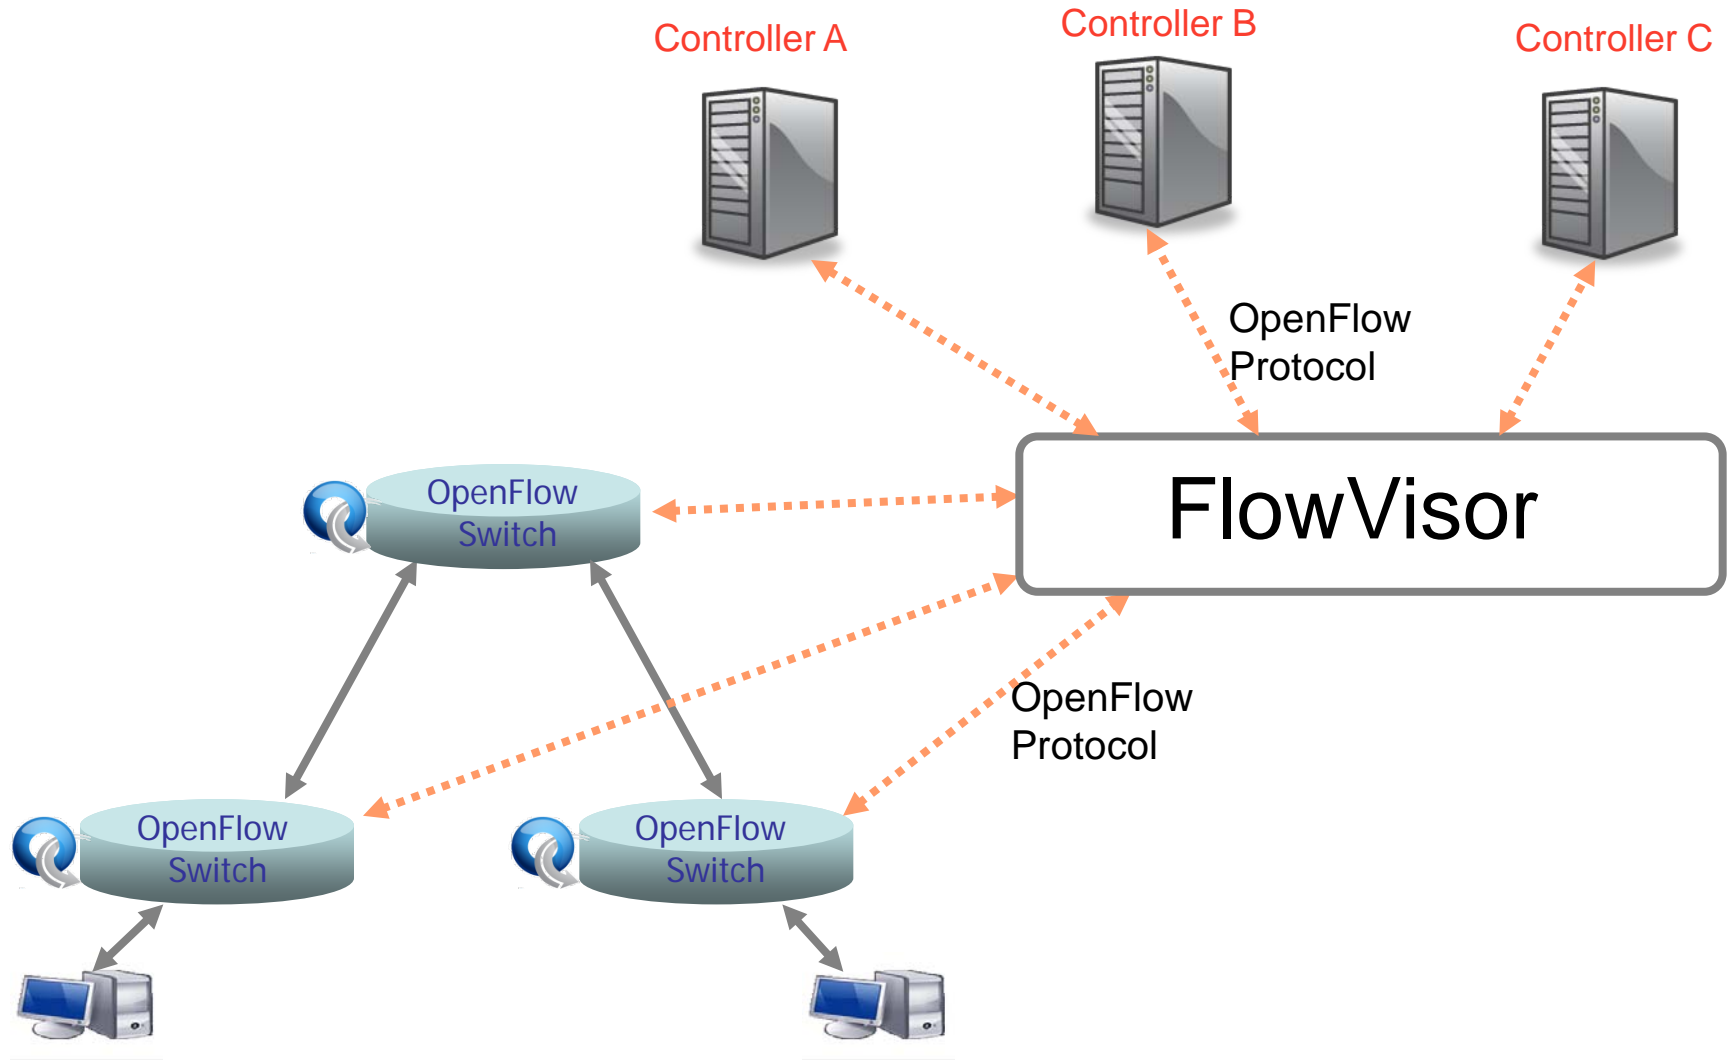 Controller A
Controller B
Controller C
OpenFlow
Protocol
FlowVisor
OpenFlow
Switch
OpenFlow
Protocol
OpenFlow
Switch
OpenFlow
Switch